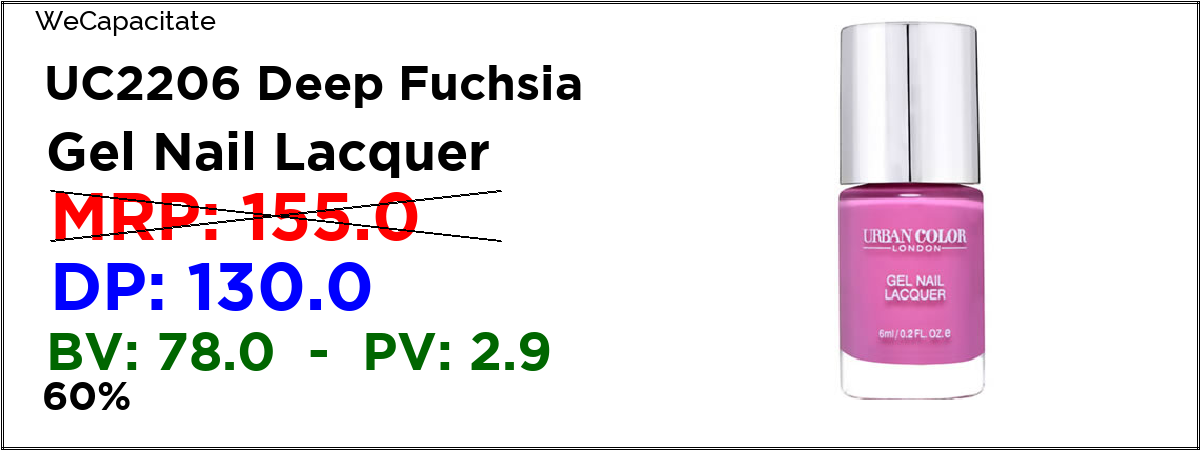 WeCapacitate
UC2206 Deep Fuchsia
Gel Nail Lacquer
MRP: 155.0
DP: 130.0
BV: 78.0 - PV: 2.9
60%
URBAN COLOR
LONDON
GEL NAIL
LACQUER
6ml / 0.2 FL. OZ. e